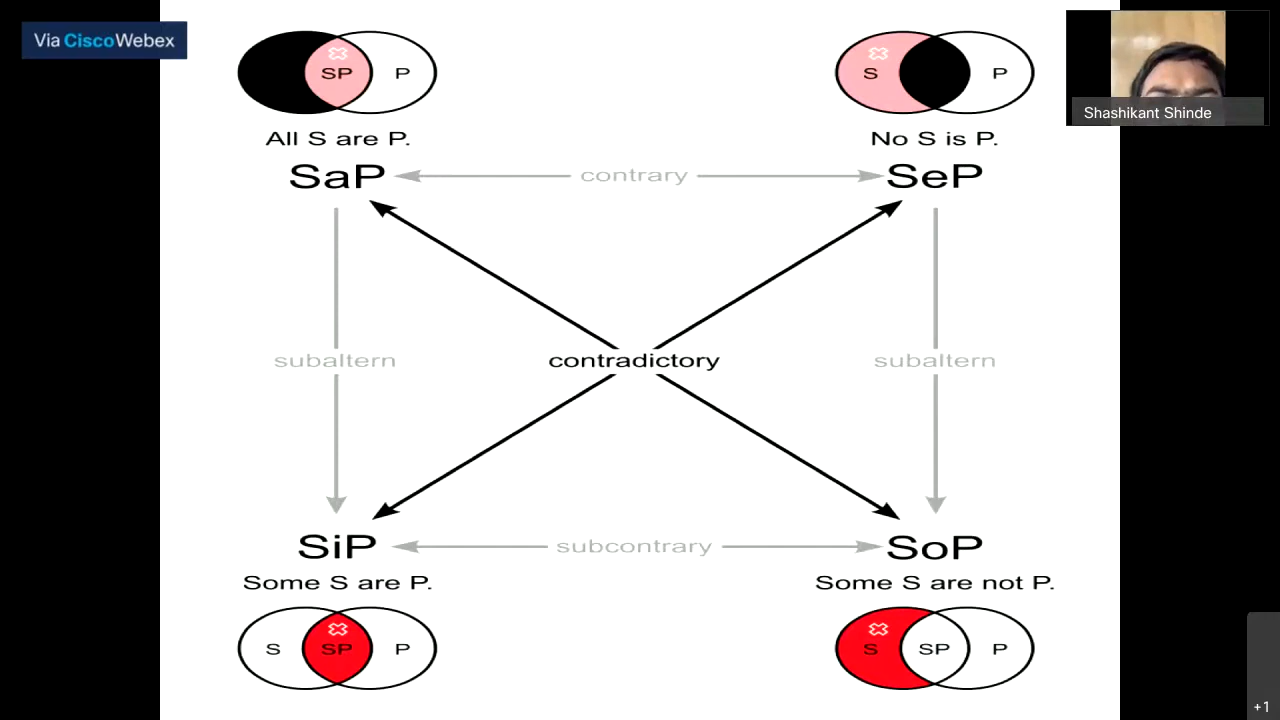 Via CiscoWebex
SP P
S P
Shashikant Shinde
All S are P.
No S is P.
SaP contrary SeP
subaltern contradictory subaltern
SiP subcontrary SoP
Some S are P.
Some S are not P.
S SP P
S SP P
+1